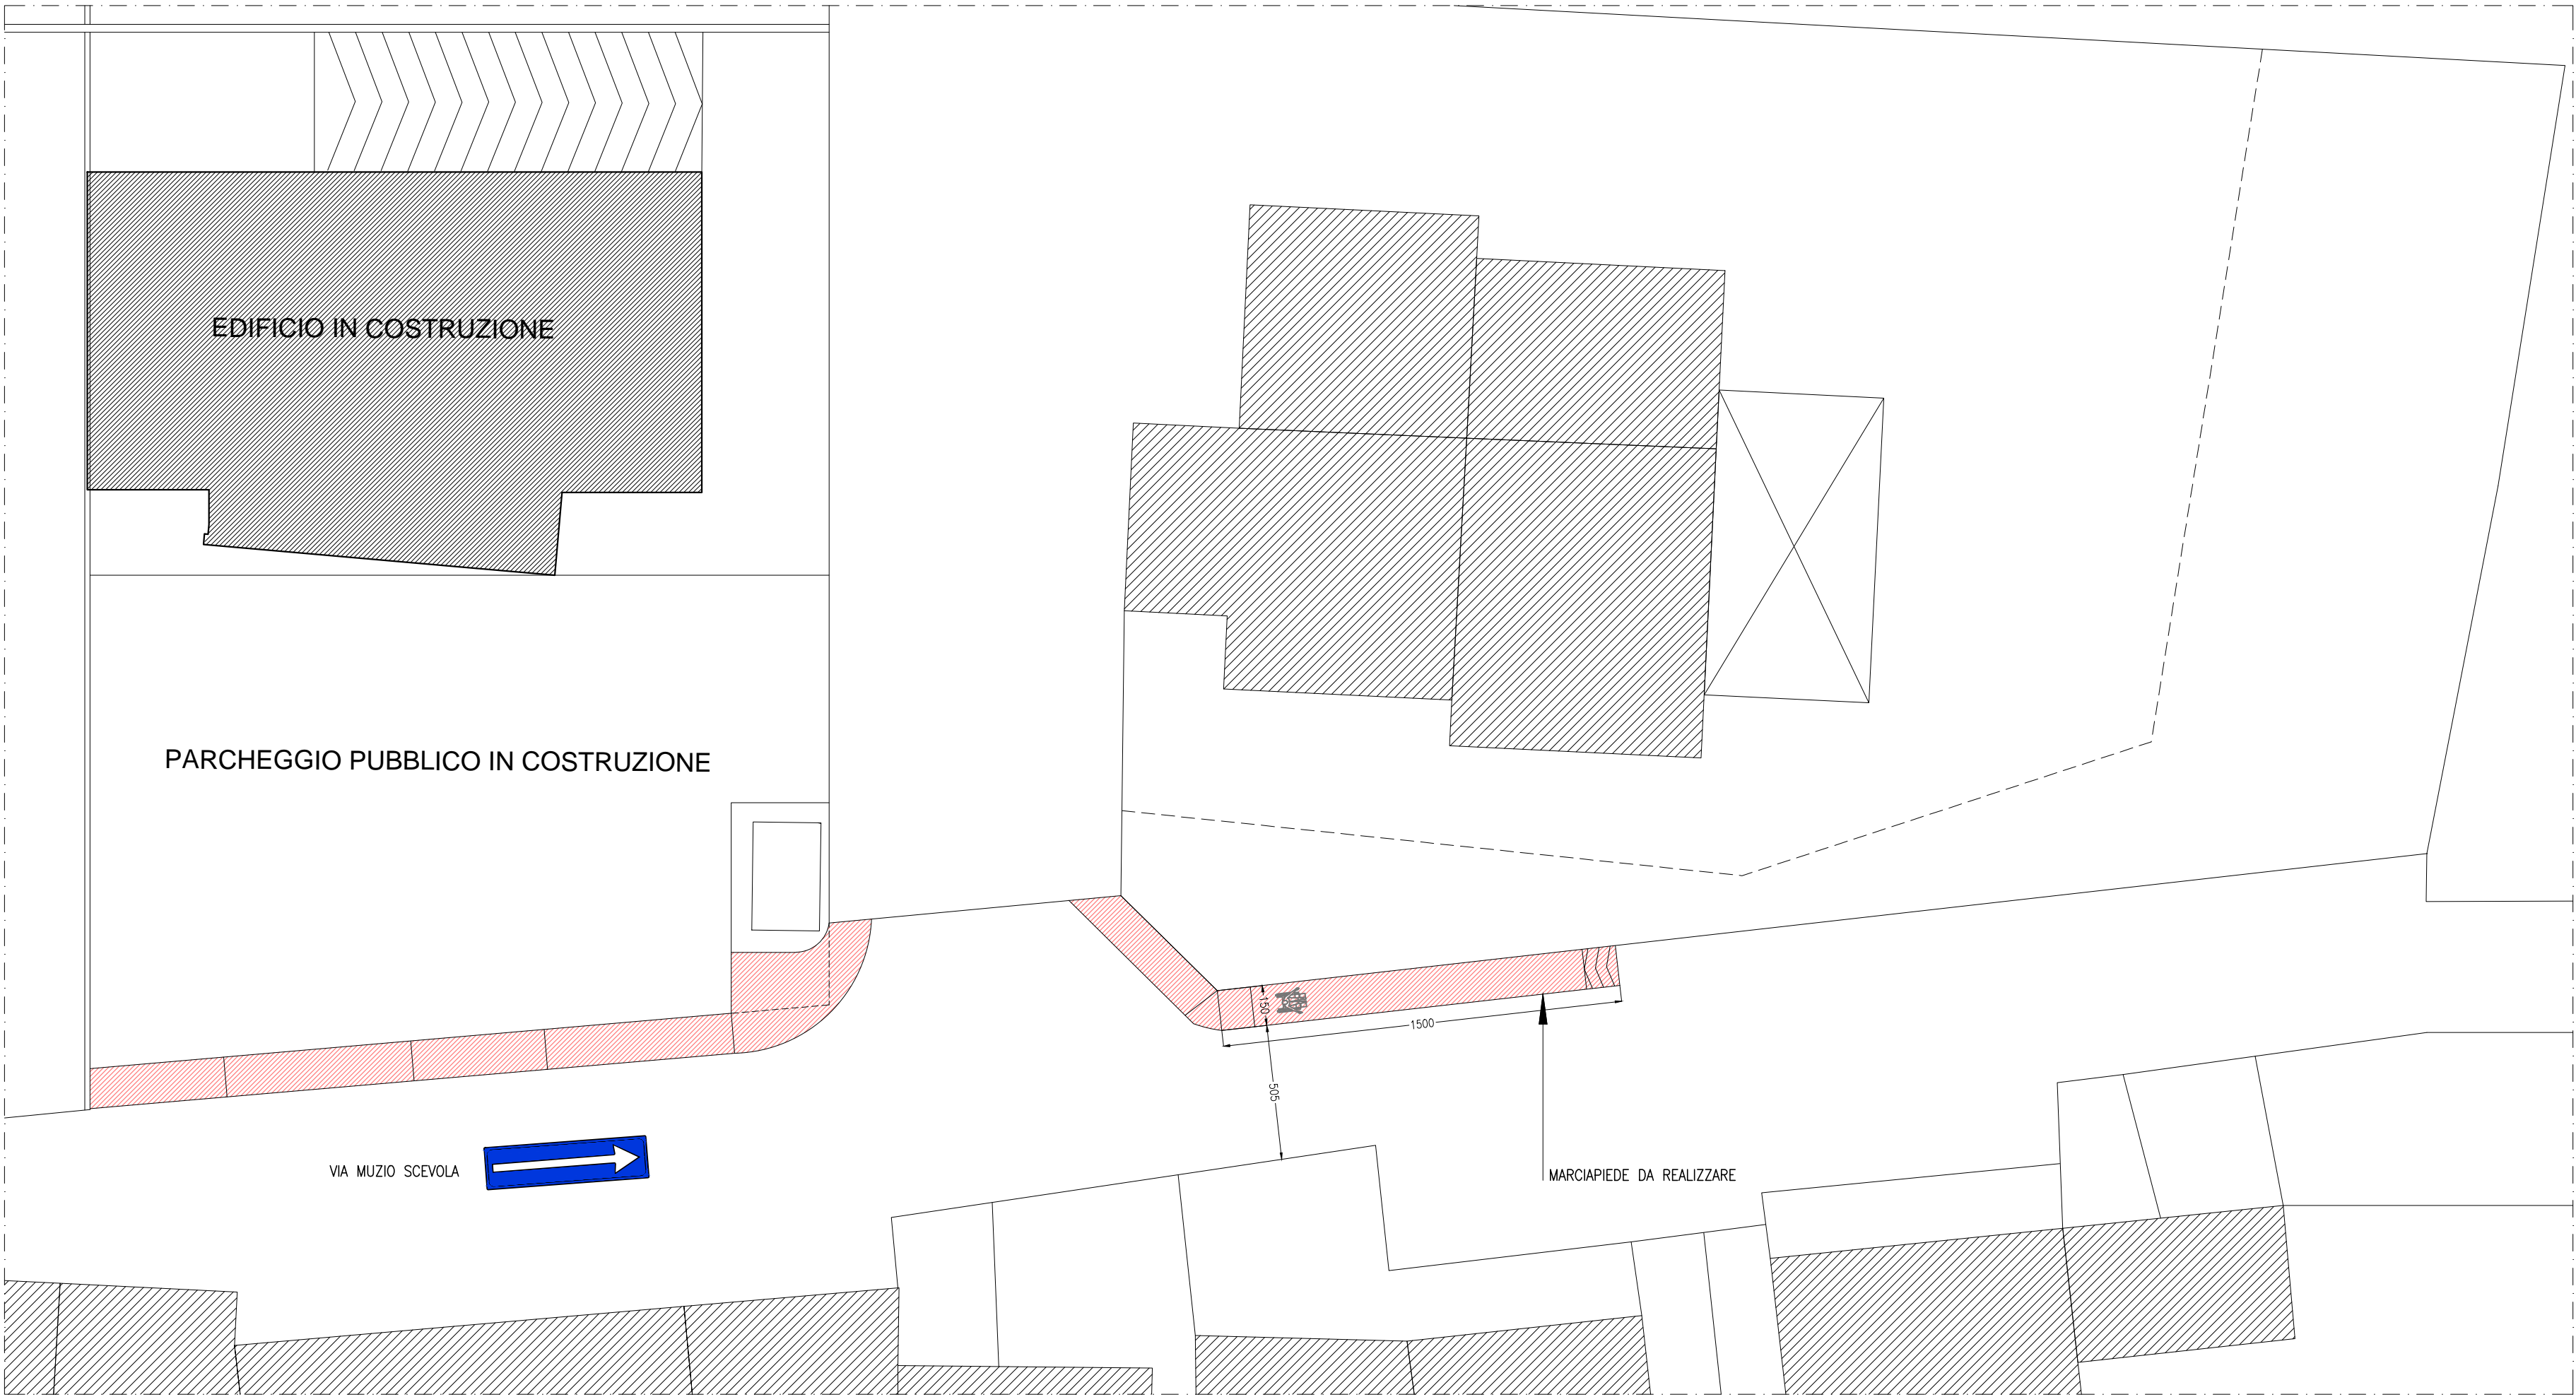 EDIFICIO IN COSTRUZIONE
PARCHEGGIO PUBBLICO IN COSTRUZIONE
150
1500
505
VIA MUZIO SCEVOLA
MARCIAPIEDE DA REALIZZARE